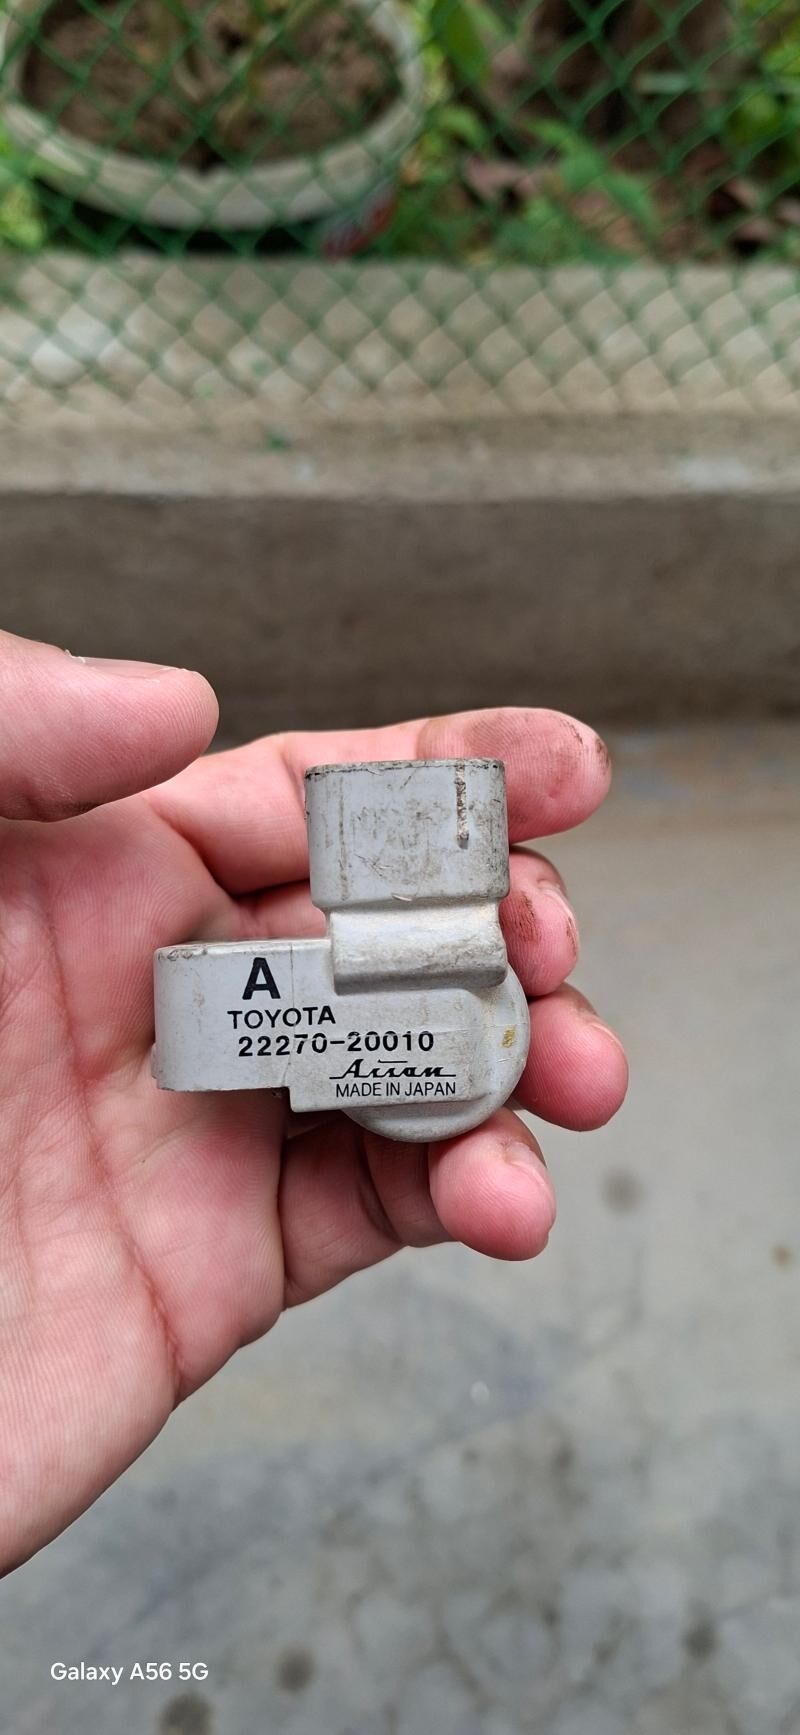 A
TOYOTA
22270-20010
Aisan
MADE IN JAPAN
Galaxy A56 5G